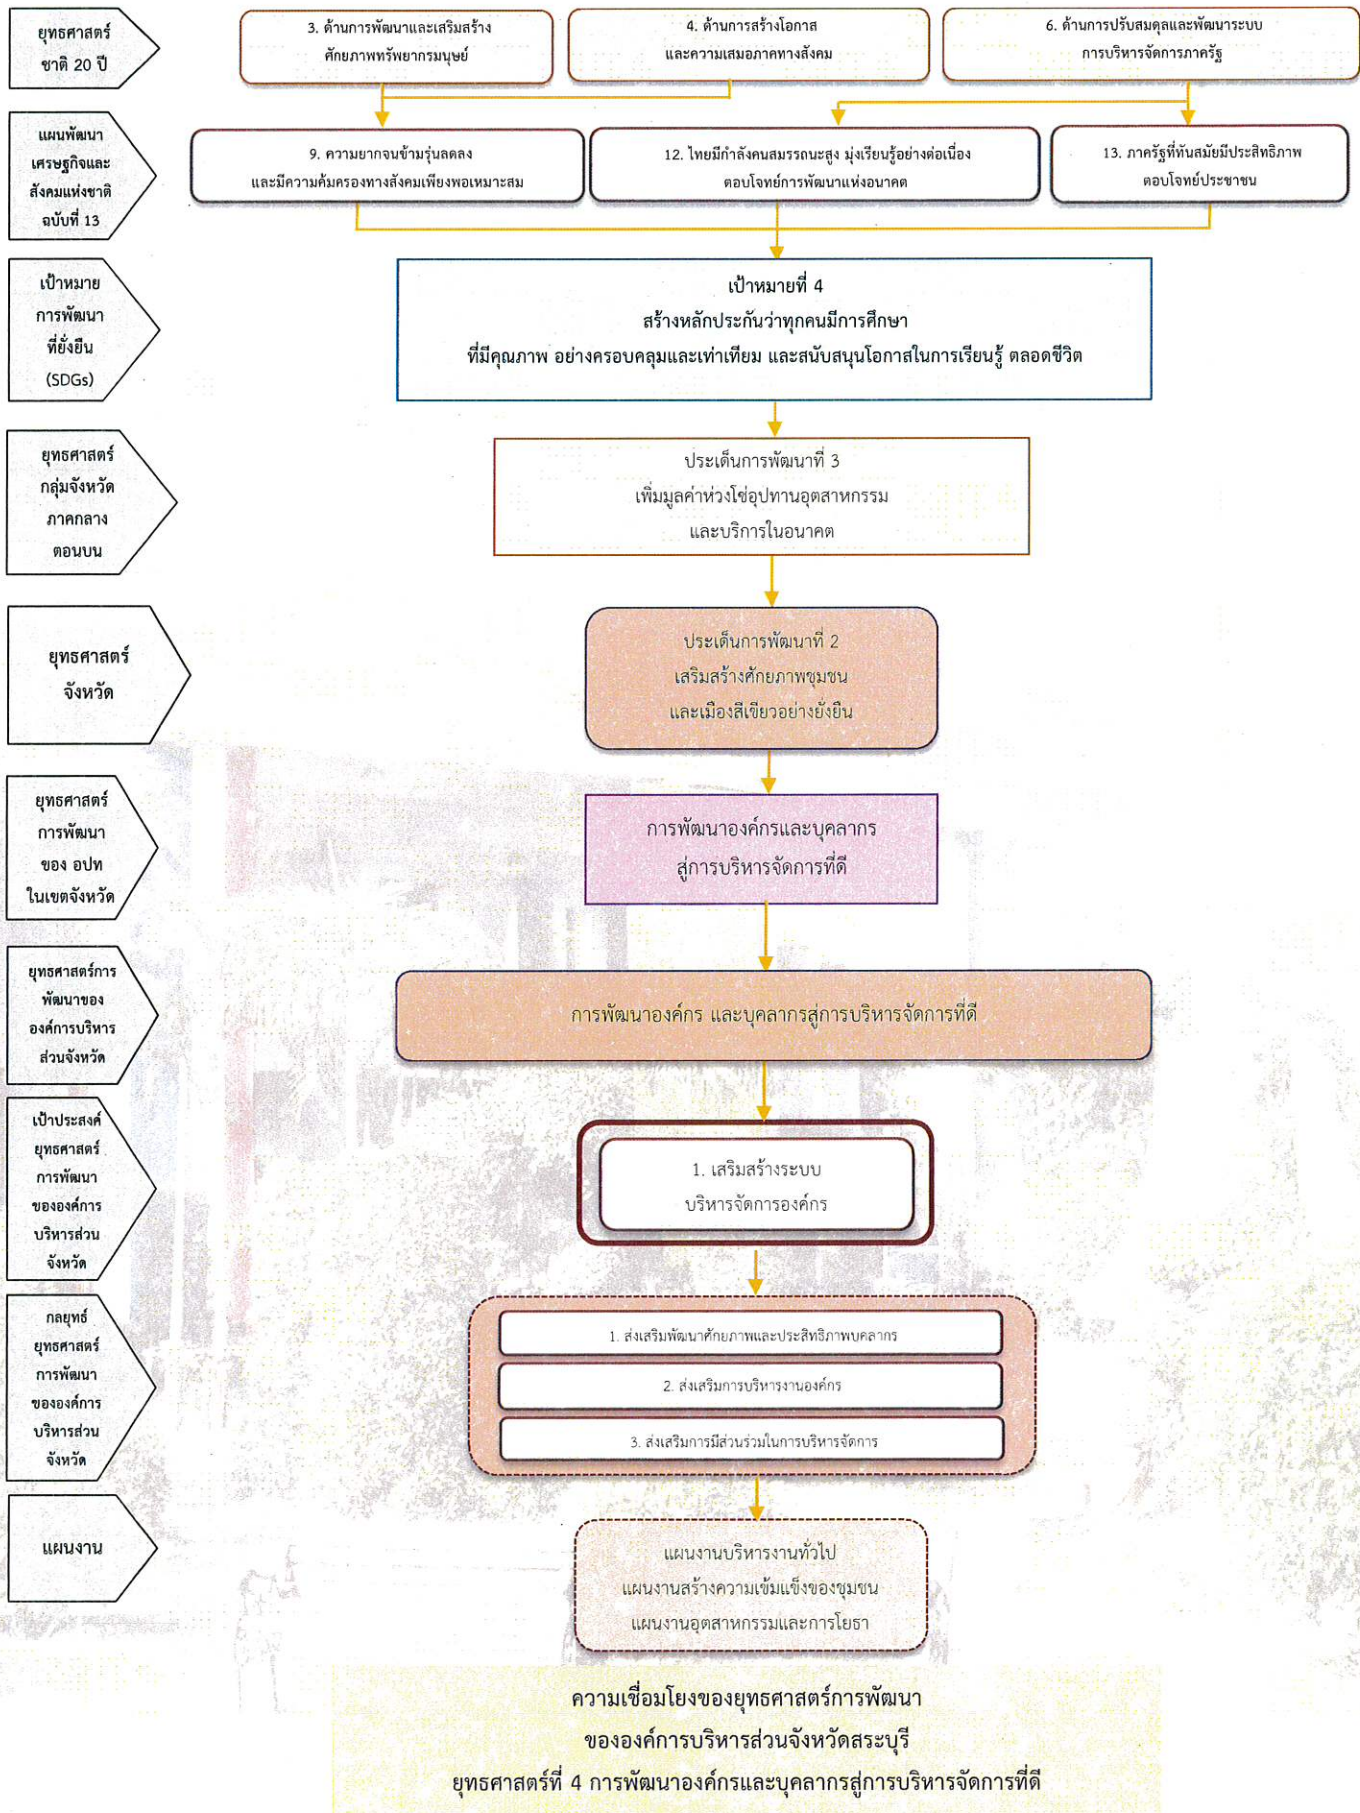 ยุทธศาสตร์
ชาติ 20 ปี
3. ด้านการพัฒนาและเสริมสร้าง
ศักยภาพทรัพยากรมนุษย์
4. ด้านการสร้างโอกาส
และความเสมอภาคทางสังคม
6. ด้านการปรับสมดุลและพัฒนาระบบ
การบริหารจัดการภาครัฐ
แผนพัฒนา
เศรษฐกิจและ
สังคมแห่งชาติ
ฉบับที่ 13
9. ความยากจนข้ามรุ่นลดลง
และมีความค้มครองทางสังคมเพียงพอเหมาะสม
12. ไทยมีกำลังคนสมรรถนะสูง มุ่งเรียนรู้อย่างต่อเนื่อง
ตอบโจทย์การพัฒนาแห่งอนาคต
13. ภาครัฐที่ทันสมัยมีประสิทธิภาพ
ตอบโจทย์ประชาชน
เป้าหมาย
การพัฒนา
ที่ยั่งยืน
(SDGs)
เป้าหมายที่ 4
สร้างหลักประกันว่าทุกคนมีการศึกษา
ที่มีคุณภาพ อย่างครอบคลุมและเท่าเทียม และสนับสนุนโอกาสในการเรียนรู้ ตลอดชีวิต
ยุทธศาสตร์
กลุ่มจังหวัด
ภาคกลาง
ตอนบน
ประเด็นการพัฒนาที่ 3
เพิ่มมูลค่าห่วงโซ่อุปทานอุตสาหกรรม
และบริการในอนาคต
ยุทธศาสตร์
จังหวัด
ประเด็นการพัฒนาที่ 2
เสริมสร้างศักยภาพชุมชน
และเมืองสีเขียวอย่างยั่งยืน
ยุทธศาสตร์
การพัฒนา
ของ อปท
ในเขตจังหวัด
การพัฒนาองค์กรและบุคลากร
สู่การบริหารจัดการที่ดี
ยุทธศาสตร์การ
พัฒนาของ
องค์การบริหาร
ส่วนจังหวัด
การพัฒนาองค์กร และบุคลากรสู่การบริหารจัดการที่ดี
เป้าประสงค์
ยุทธศาสตร์
การพัฒนา
ขององค์การ
บริหารส่วน
จังหวัด
1. เสริมสร้างระบบ
บริหารจัดการองค์กร
กลยุทธ์
ยุทธศาสตร์
การพัฒนา
ขององค์การ
บริหารส่วน
จังหวัด
1. ส่งเสริมพัฒนาศักยภาพและประสิทธิภาพบคลากร
2. ส่งเสริมการบริหารงานองค์กร
3. ส่งเสริมการมีส่วนร่วมในการบริหารจัดการ
แผนงาน
แผนงานบริหารงานทั่วไป
แผนงานสร้างความเข้มแข็งของชุมชน
แผนงานอุตสาหกรรมและการโยธา
ความเชื่อมโยงของยุทธศาสตร์การพัฒนา
ขององค์การบริหารส่วนจังหวัดสระบุรี
ยุทธศาสตร์ที่ 4 การพัฒนาองค์กรและบุคลากรสู่การบริหารจัดการที่ดี